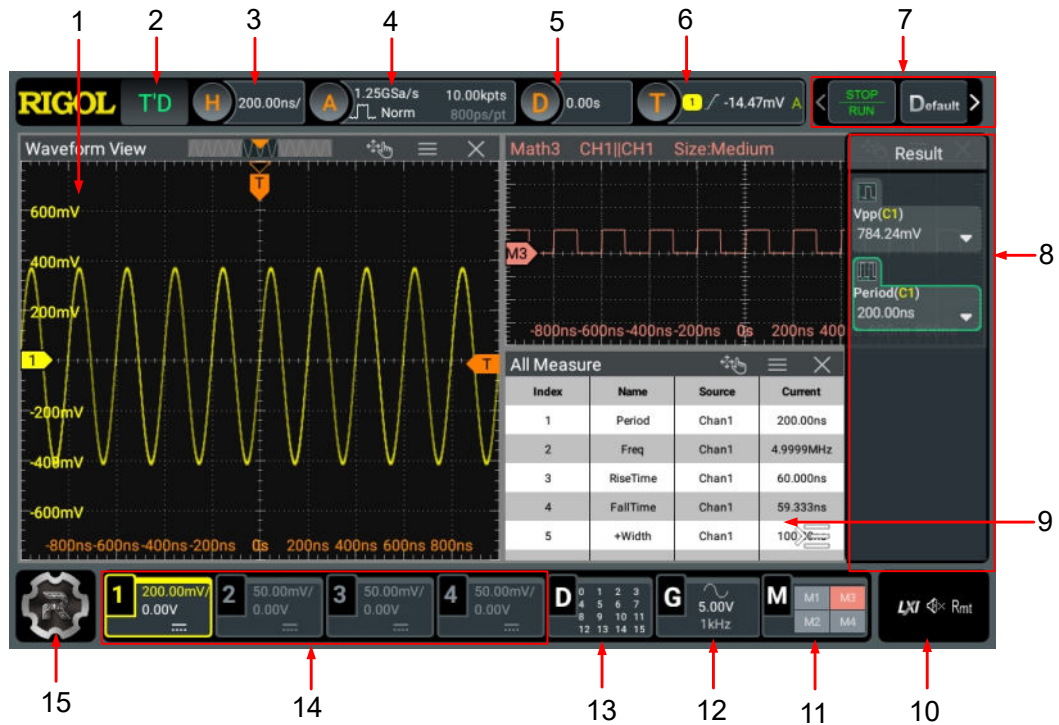 1 2 3 4 5 6 7
RIGOL T'D H 200.00ns/ A 1.25GSa/s 10.00kpts D 0.00s T 1 -14.47mV A < STOP Default >
Norm 800ps/pt RUN
Waveform View
T
600mV
400mV
200mV
1 T
-200mV
-400mV
-600mV
-800ns -600ns -400ns -200ns 0s 200ns 400ns 600ns 800ns
Math3 CH1||CH1 Size:Medium
M3
-800ns -600ns -400ns -200ns 0s 200ns 400
All Measure
Index Name Source Current
1 Period Chan1 200.00ns
2 Freq Chan1 4.9999MHz
3 RiseTime Chan1 60.000ns
4 FallTime Chan1 59.333ns
5 +Width Chan1
Result
Vpp(C1)
784.24mV
Period(C1)
200.00ns
8
9
R
1 200.00mV/
0.00V
2 50.00mV/
0.00V
3 50.00mV/
0.00V
4 50.00mV/
0.00V
D 0 1 2 3
4 5 6 7
8 9 10 11
12 13 14 15
G 5.00V
1kHz
M M1 M3
M2 M4
LXI Rmt
15 14 13 12 11 10